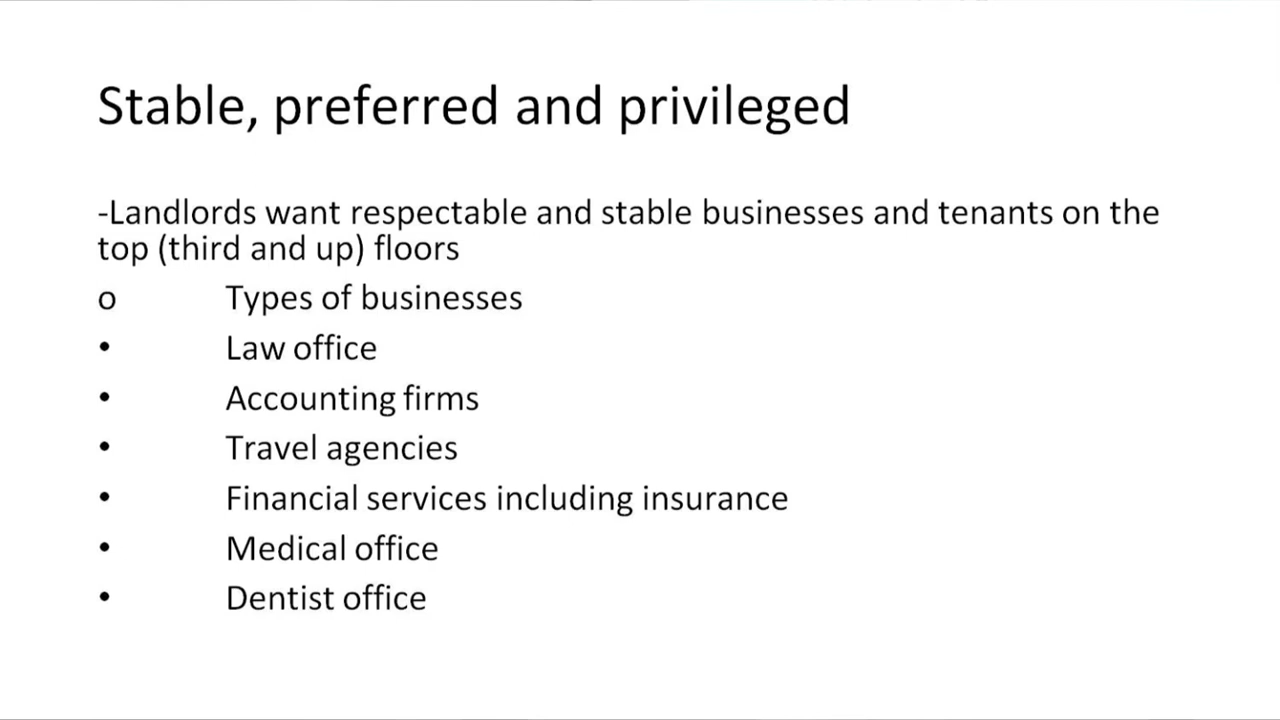 Stable, preferred and privileged
-Landlords want respectable and stable businesses and tenants on the
top (third and up) floors
o Types of businesses
• Law office
• Accounting firms
• Travel agencies
• Financial services including insurance
• Medical office
• Dentist office